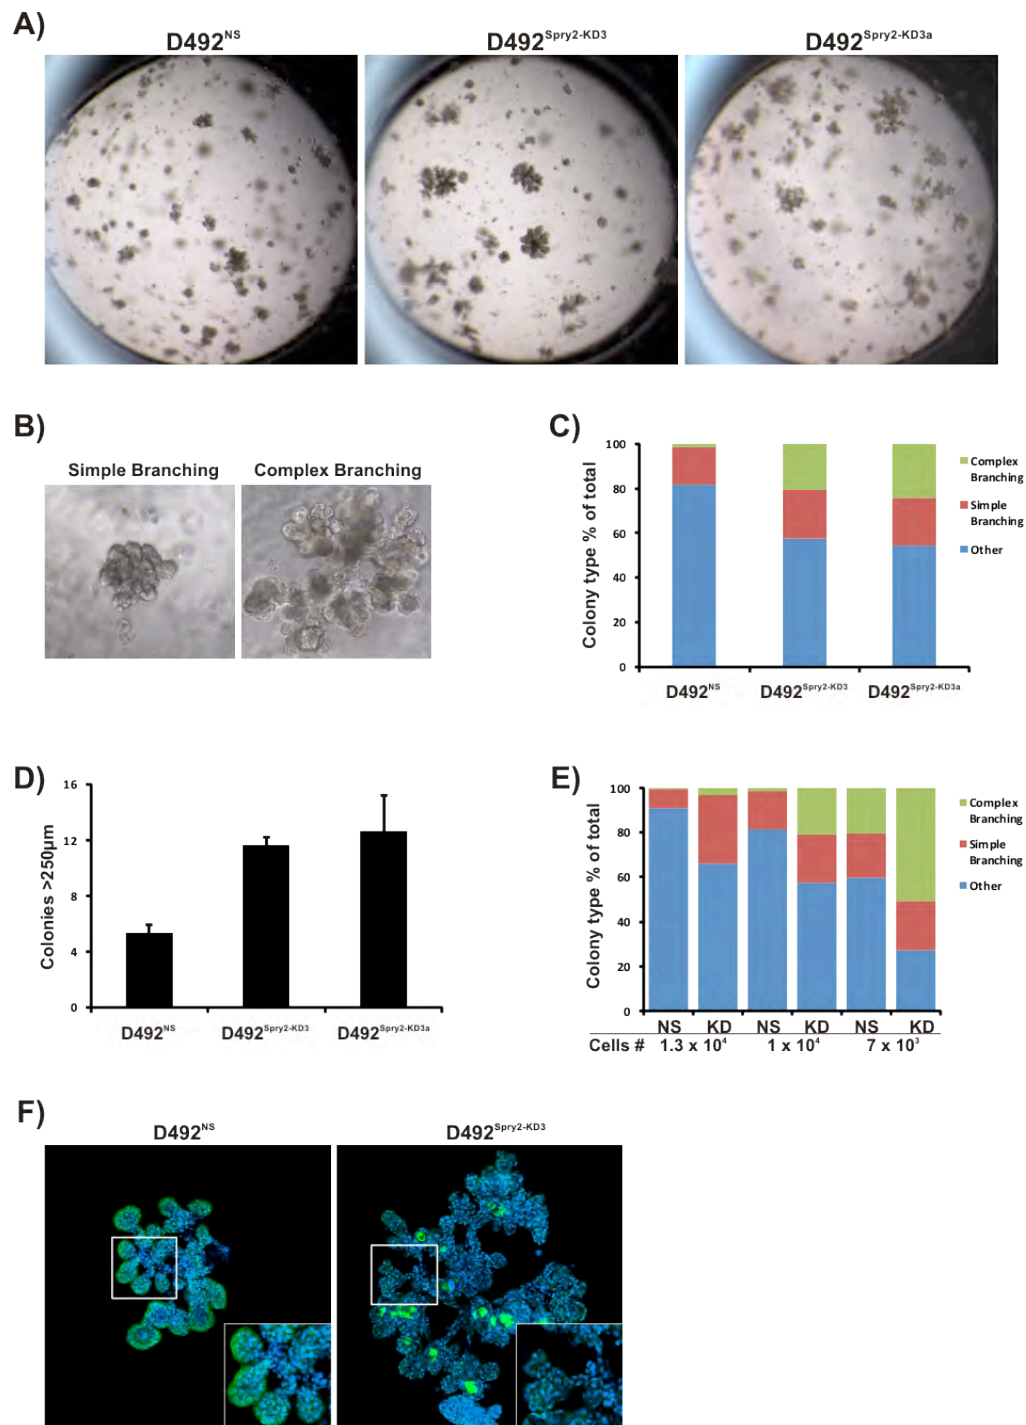 A)
D492NS
D492Spry2-KD3
D492Spry2-KD3a
B)
Simple Branching
Complex Branching
C)
Colony type % of total
100
80
60
40
20
0
D492NS
D492Spry2-KD3
D492Spry2-KD3a
Complex
Branching
Simple
Branching
Other
D)
Colonies >250µm
16
12
8
4
0
D492NS
D492Spry2-KD3
D492Spry2-KD3a
E)
Colony type % of total
100
80
60
40
20
0
NS KD NS KD NS KD
Cells # 1.3 x 10⁴ 1 x 10⁴ 7 x 10³
Complex
Branching
Simple
Branching
Other
F)
D492NS
D492Spry2-KD3